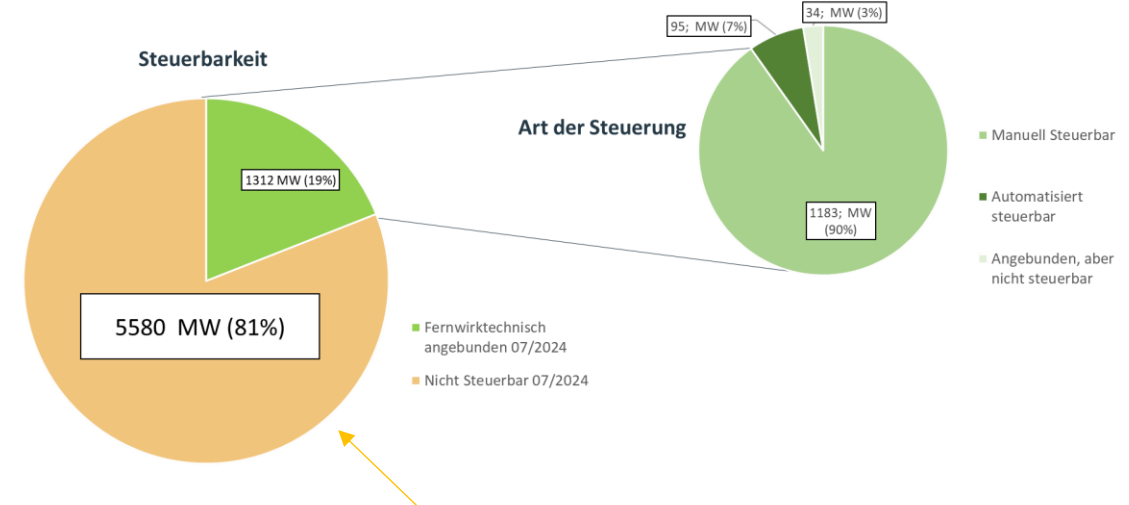 Steuerbarkeit
1312 MW (19%)
5580 MW (81%)
Fernwirktechnisch
angebunden 07/2024
Nicht Steuerbar 07/2024
Art der Steuerung
95; MW (7%)
34; MW (3%)
1183; MW
(90%)
Manuell Steuerbar
Automatisiert
steuerbar
Angebunden, aber
nicht steuerbar